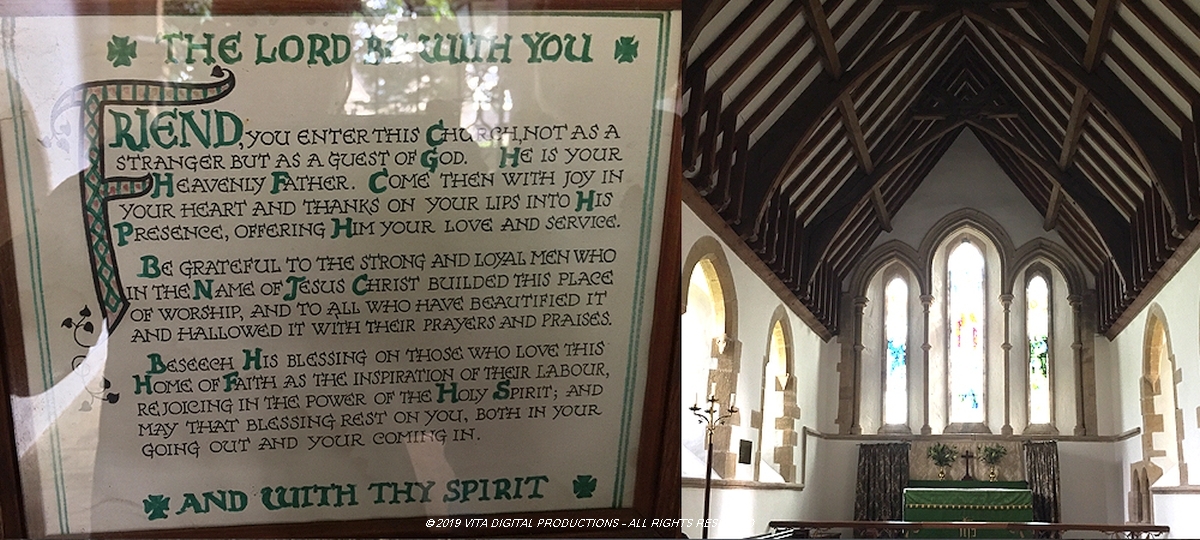 THE LORD BE WITH YOU
FRIEND, YOU ENTER THIS CHURCH, NOT AS A
STRANGER BUT AS A GUEST OF GOD. HE IS YOUR
HEAVENLY FATHER. COME THEN WITH JOY IN
YOUR HEART AND THANKS ON YOUR LIPS INTO HIS
PRESENCE, OFFERING HIM YOUR LOVE AND SERVICE.
BE GRATEFUL TO THE STRONG AND LOYAL MEN WHO
IN THE NAME OF JESUS CHRIST BUILDED THIS PLACE
OF WORSHIP, AND TO ALL WHO HAVE BEAUTIFIED IT
AND HALLOWED IT WITH THEIR PRAYERS AND PRAISES.
BESEECH HIS BLESSING ON THOSE WHO LOVE THIS
HOME OF FAITH AS THE INSPIRATION OF THEIR LABOUR,
REJOICING IN THE POWER OF THE HOLY SPIRIT; AND
MAY THAT BLESSING REST ON YOU, BOTH IN YOUR
GOING OUT AND YOUR COMING IN.
AND WITH THY SPIRIT
©2019 VITA DIGITAL PRODUCTIONS - ALL RIGHTS